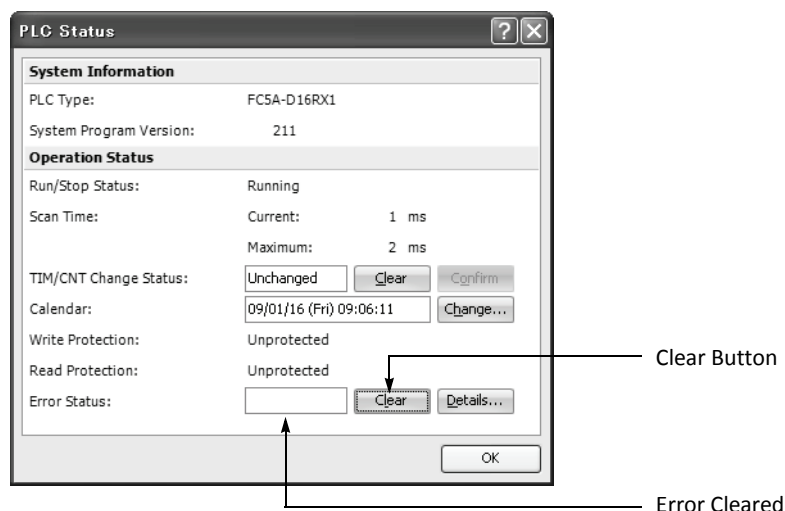 PLC Status
System Information
PLC Type: FC5A-D16RX1
System Program Version: 211
Operation Status
Run/Stop Status: Running
Scan Time: Current: 1 ms
Maximum: 2 ms
TIM/CNT Change Status: Unchanged Clear Confirm
Calendar: 09/01/16 (Fri) 09:06:11 Change...
Write Protection: Unprotected
Read Protection: Unprotected
Error Status: Clear Details...
OK
Clear Button
Error Cleared